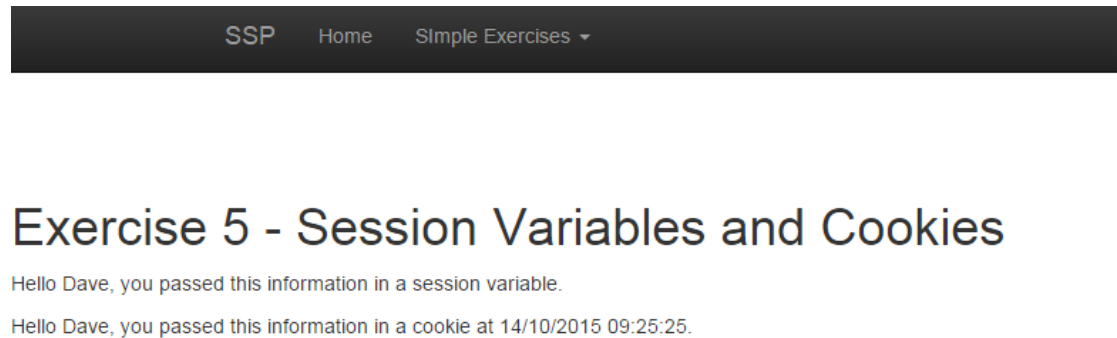 SSP Home SImple Exercises
Exercise 5 - Session Variables and Cookies
Hello Dave, you passed this information in a session variable.
Hello Dave, you passed this information in a cookie at 14/10/2015 09:25:25.